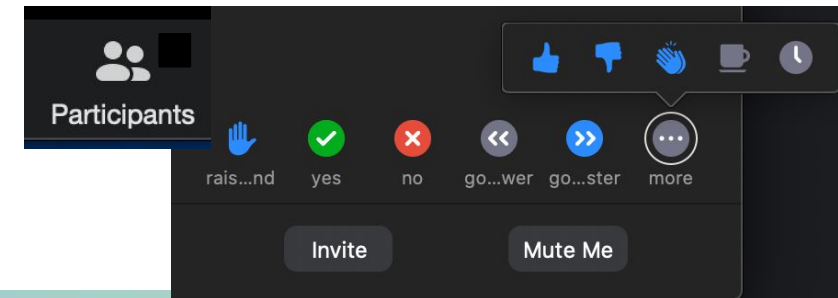 Participants
rais...nd yes no go...wer go...ster more
Invite Mute Me